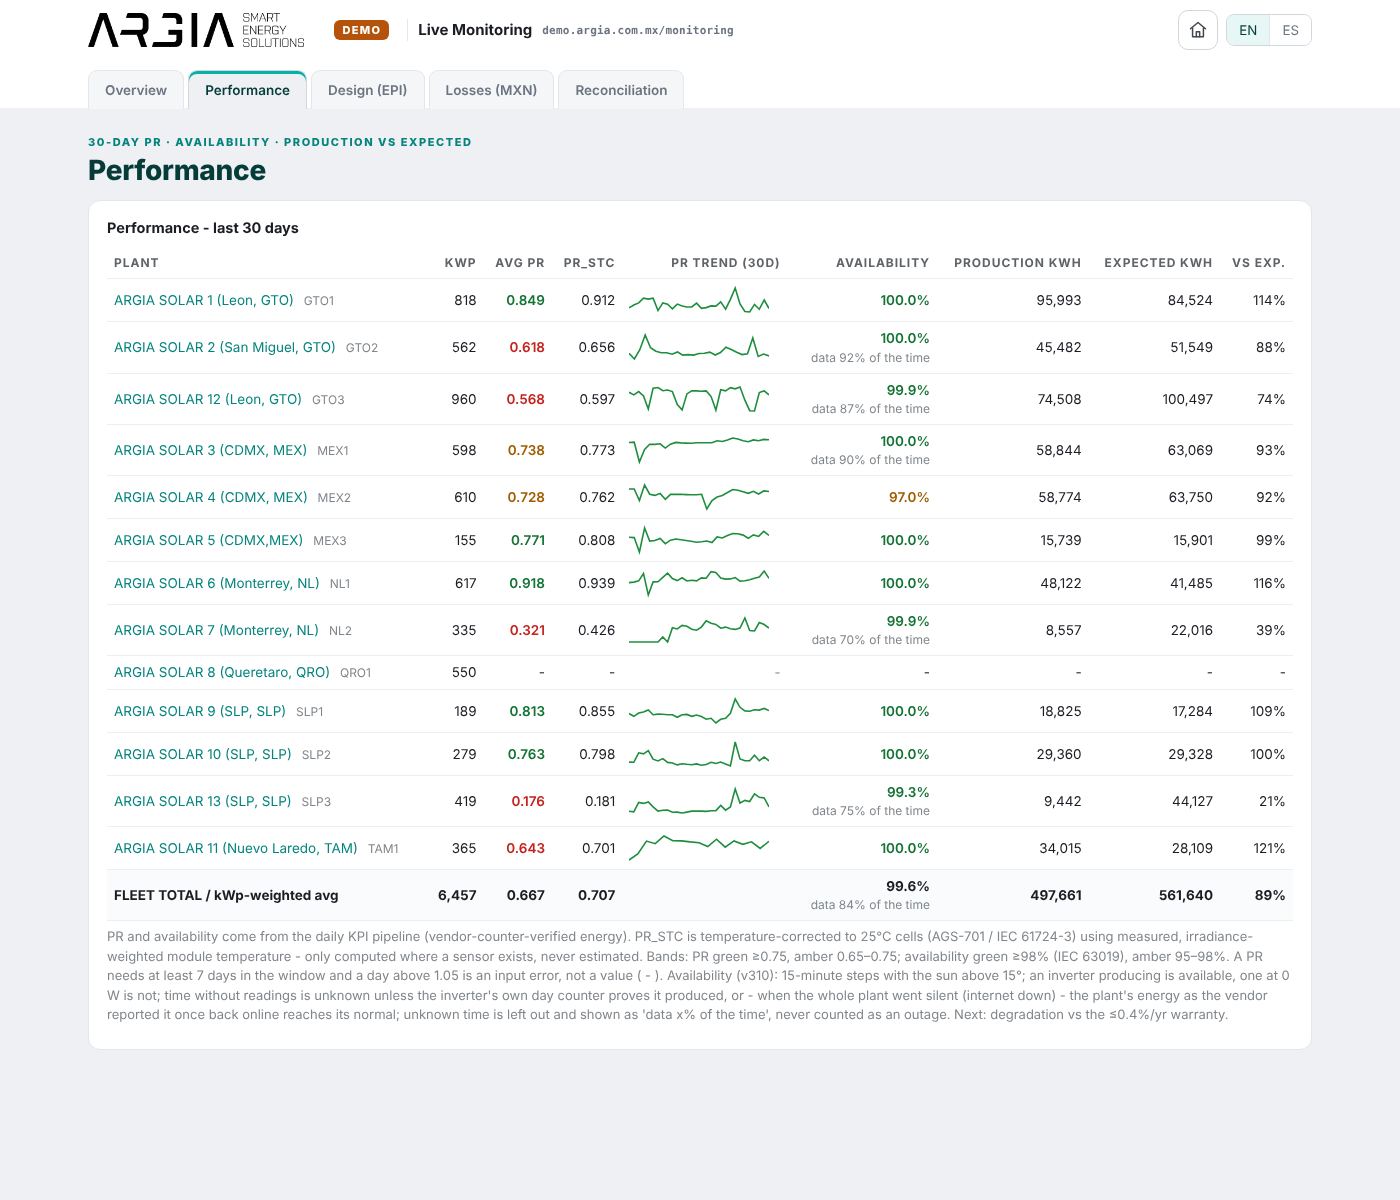 ARGIA SMART ENERGY SOLUTIONS
DEMO
Live Monitoring demo.argia.com.mx/monitoring
EN ES
Overview Performance Design (EPI) Losses (MXN) Reconciliation
30-DAY PR · AVAILABILITY · PRODUCTION VS EXPECTED
Performance
Performance - last 30 days
PLANT KWP AVG PR PR_STC PR TREND (30D) AVAILABILITY PRODUCTION KWH EXPECTED KWH VS EXP.
ARGIA SOLAR 1 (Leon, GTO) GTO1 818 0.849 0.912 100.0% 95,993 84,524 114%
ARGIA SOLAR 2 (San Miguel, GTO) GTO2 562 0.618 0.656 100.0% data 92% of the time 45,482 51,549 88%
ARGIA SOLAR 12 (Leon, GTO) GTO3 960 0.568 0.597 99.9% data 87% of the time 74,508 100,497 74%
ARGIA SOLAR 3 (CDMX, MEX) MEX1 598 0.738 0.773 100.0% data 90% of the time 58,844 63,069 93%
ARGIA SOLAR 4 (CDMX, MEX) MEX2 610 0.728 0.762 97.0% 58,774 63,750 92%
ARGIA SOLAR 5 (CDMX,MEX) MEX3 155 0.771 0.808 100.0% 15,739 15,901 99%
ARGIA SOLAR 6 (Monterrey, NL) NL1 617 0.918 0.939 100.0% 48,122 41,485 116%
ARGIA SOLAR 7 (Monterrey, NL) NL2 335 0.321 0.426 99.9% data 70% of the time 8,557 22,016 39%
ARGIA SOLAR 8 (Queretaro, QRO) QRO1 550 - - - - - - -
ARGIA SOLAR 9 (SLP, SLP) SLP1 189 0.813 0.855 100.0% 18,825 17,284 109%
ARGIA SOLAR 10 (SLP, SLP) SLP2 279 0.763 0.798 100.0% 29,360 29,328 100%
ARGIA SOLAR 13 (SLP, SLP) SLP3 419 0.176 0.181 99.3% data 75% of the time 9,442 44,127 21%
ARGIA SOLAR 11 (Nuevo Laredo, TAM) TAM1 365 0.643 0.701 100.0% 34,015 28,109 121%
FLEET TOTAL / kWp-weighted avg 6,457 0.667 0.707 99.6% data 84% of the time 497,661 561,640 89%
PR and availability come from the daily KPI pipeline (vendor-counter-verified energy). PR_STC is temperature-corrected to 25°C cells (AGS-701 / IEC 61724-3) using measured, irradiance-
weighted module temperature - only computed where a sensor exists, never estimated. Bands: PR green ≥0.75, amber 0.65–0.75; availability green ≥98% (IEC 63019), amber 95–98%. A PR
needs at least 7 days in the window and a day above 1.05 is an input error, not a value ( - ). Availability (v310): 15-minute steps with the sun above 15°; an inverter producing is available, one at 0
W is not; time without readings is unknown unless the inverter's own day counter proves it produced, or - when the whole plant went silent (internet down) - the plant's energy as the vendor
reported it once back online reaches its normal; unknown time is left out and shown as 'data x% of the time', never counted as an outage. Next: degradation vs the ≤0.4%/yr warranty.